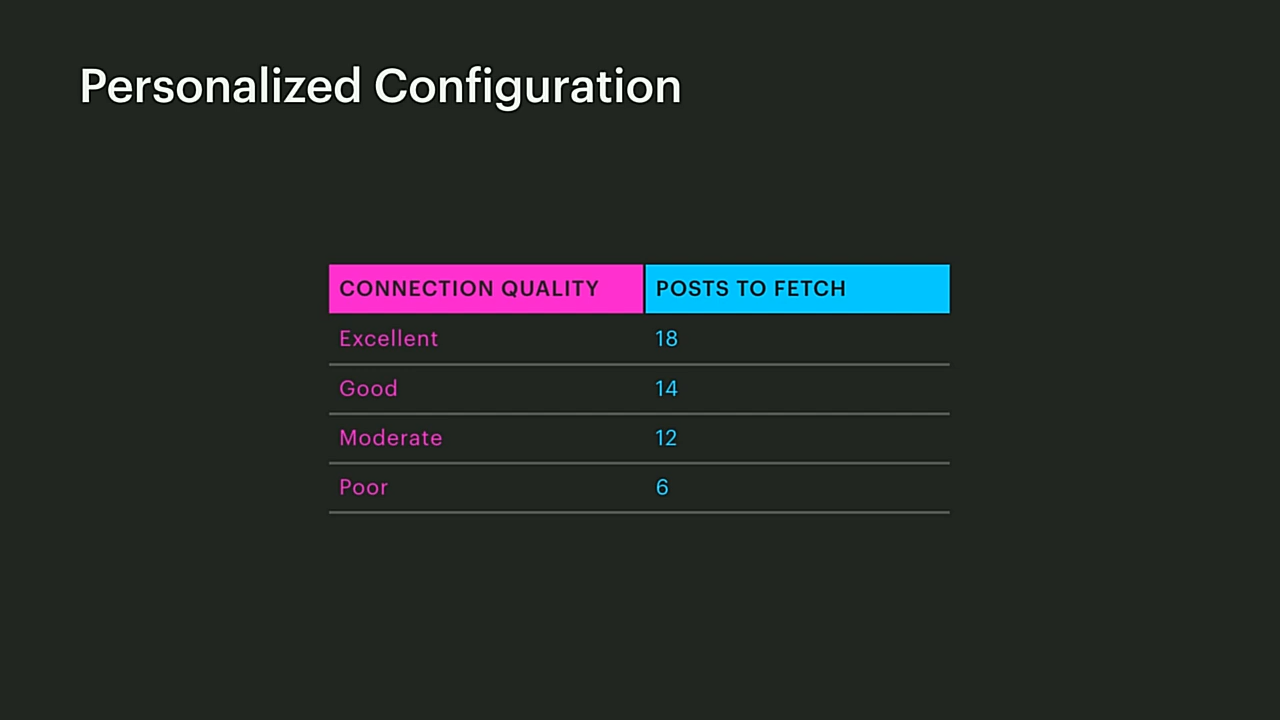 Personalized Configuration
CONNECTION QUALITY POSTS TO FETCH
Excellent 18
Good 14
Moderate 12
Poor 6